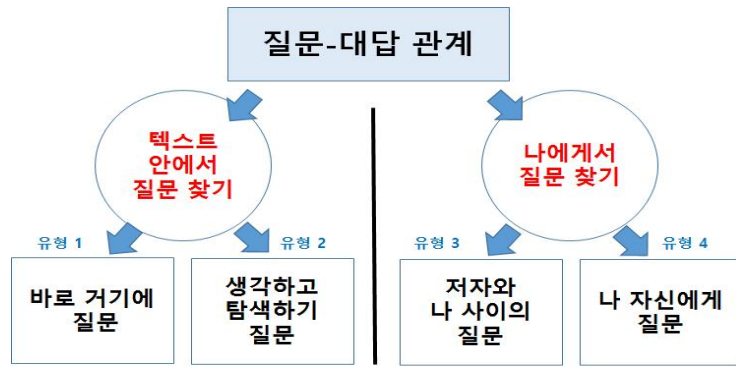 질문-대답 관계
텍스트
안에서
질문 찾기
나에게서
질문 찾기
유형 1
유형 2
유형 3
유형 4
바로 거기에
질문
생각하고
탐색하기
질문
저자와
나 사이의
질문
나 자신에게
질문